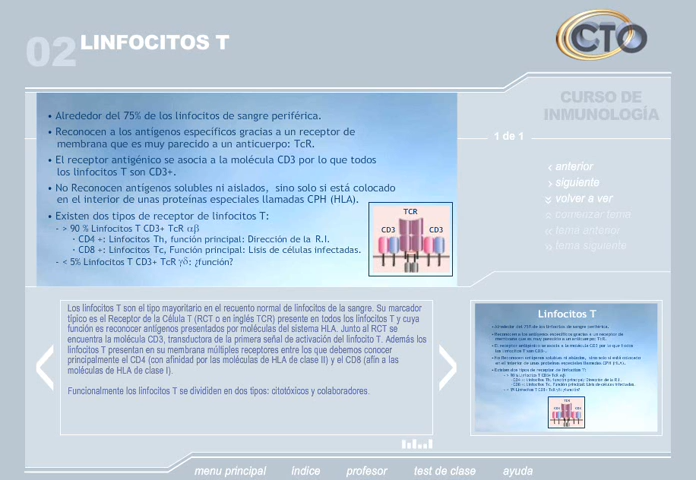 02 LINFOCITOS T
CTO
CURSO DE
INMUNOLOGÍA
1 de 1
‹ anterior
› siguiente
volver a ver
comenzar tema
tema anterior
tema siguiente
• Alrededor del 75% de los linfocitos de sangre periférica.
• Reconocen a los antígenos específicos gracias a un receptor de
membrana que es muy parecido a un anticuerpo: TcR.
• El receptor antigénico se asocia a la molécula CD3 por lo que todos
los linfocitos T son CD3+.
• No Reconocen antígenos solubles ni aislados, sino solo si está colocado
en el interior de unas proteínas especiales llamadas CPH (HLA).
• Existen dos tipos de receptor de linfocitos T:
- > 90 % Linfocitos T CD3+ TcR αβ
· CD4 +: Linfocitos Th, función principal: Dirección de la R.I.
· CD8 +: Linfocitos Tc, Función principal: Lisis de células infectadas.
- < 5% Linfocitos T CD3+ TcR γδ: ¿función?
TCR
CD3 CD3
Los linfocitos T son el tipo mayoritario en el recuento normal de linfocitos de la sangre. Su marcador
típico es el Receptor de la Célula T (RCT o en inglés TCR) presente en todos los linfocitos T y cuya
función es reconocer antígenos presentados por moléculas del sistema HLA. Junto al RCT se
encuentra la molécula CD3, transductora de la primera señal de activación del linfocito T. Además los
linfocitos T presentan en su membrana múltiples receptores entre los que debemos conocer
principalmente el CD4 (con afinidad por las moléculas de HLA de clase II) y el CD8 (afín a las
moléculas de HLA de clase I).
Funcionalmente los linfocitos T se divididen en dos tipos: citotóxicos y colaboradores.
Linfocitos T
menu principal índice profesor test de clase ayuda